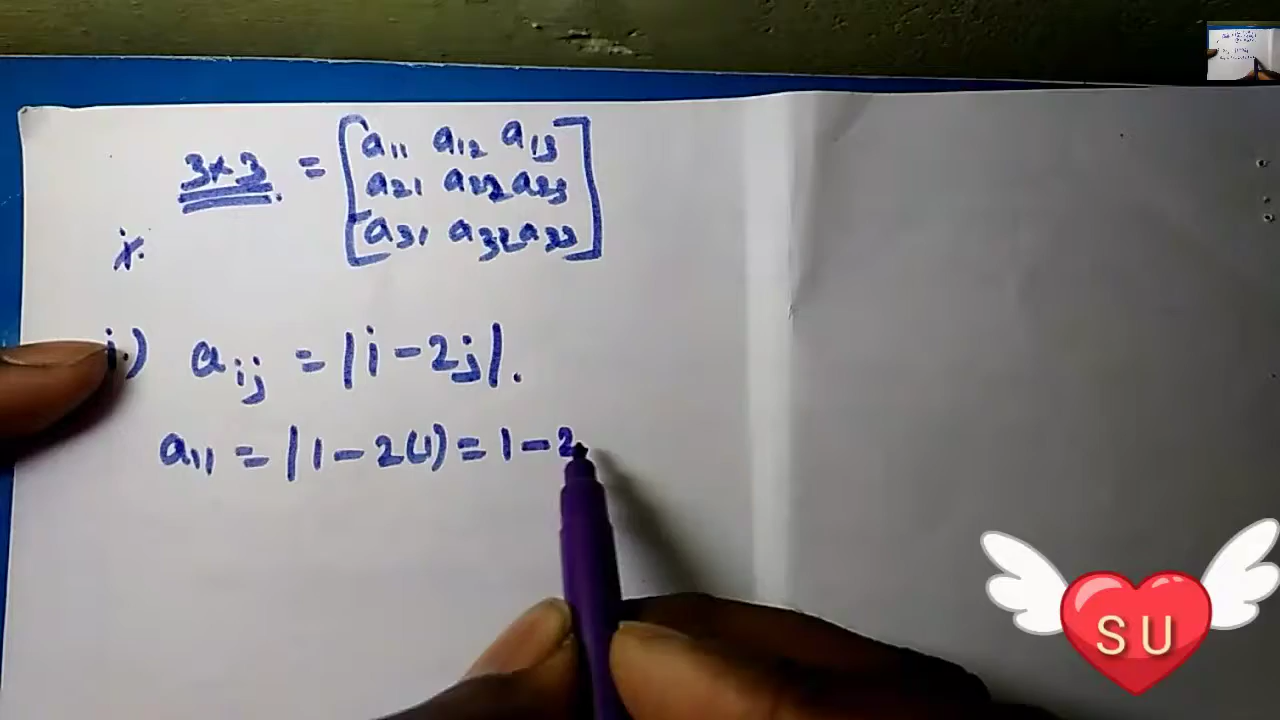 3×3 = [a11 a12 a13
a21 a22 a23
a31 a32 a33]
i.
i.) aij = |i - 2j|.
a11 = |1 - 2(1) = 1 - 2
S U